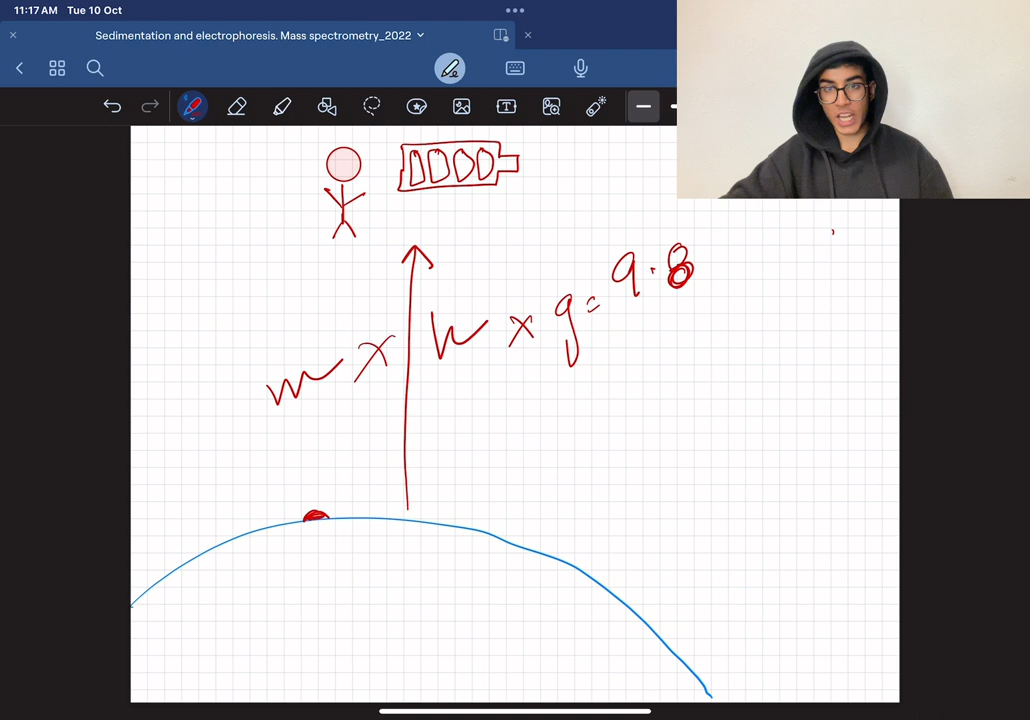 11:17 AM Tue 10 Oct
Sedimentation and electrophoresis. Mass spectrometry_2022
m x h x g = 9.8